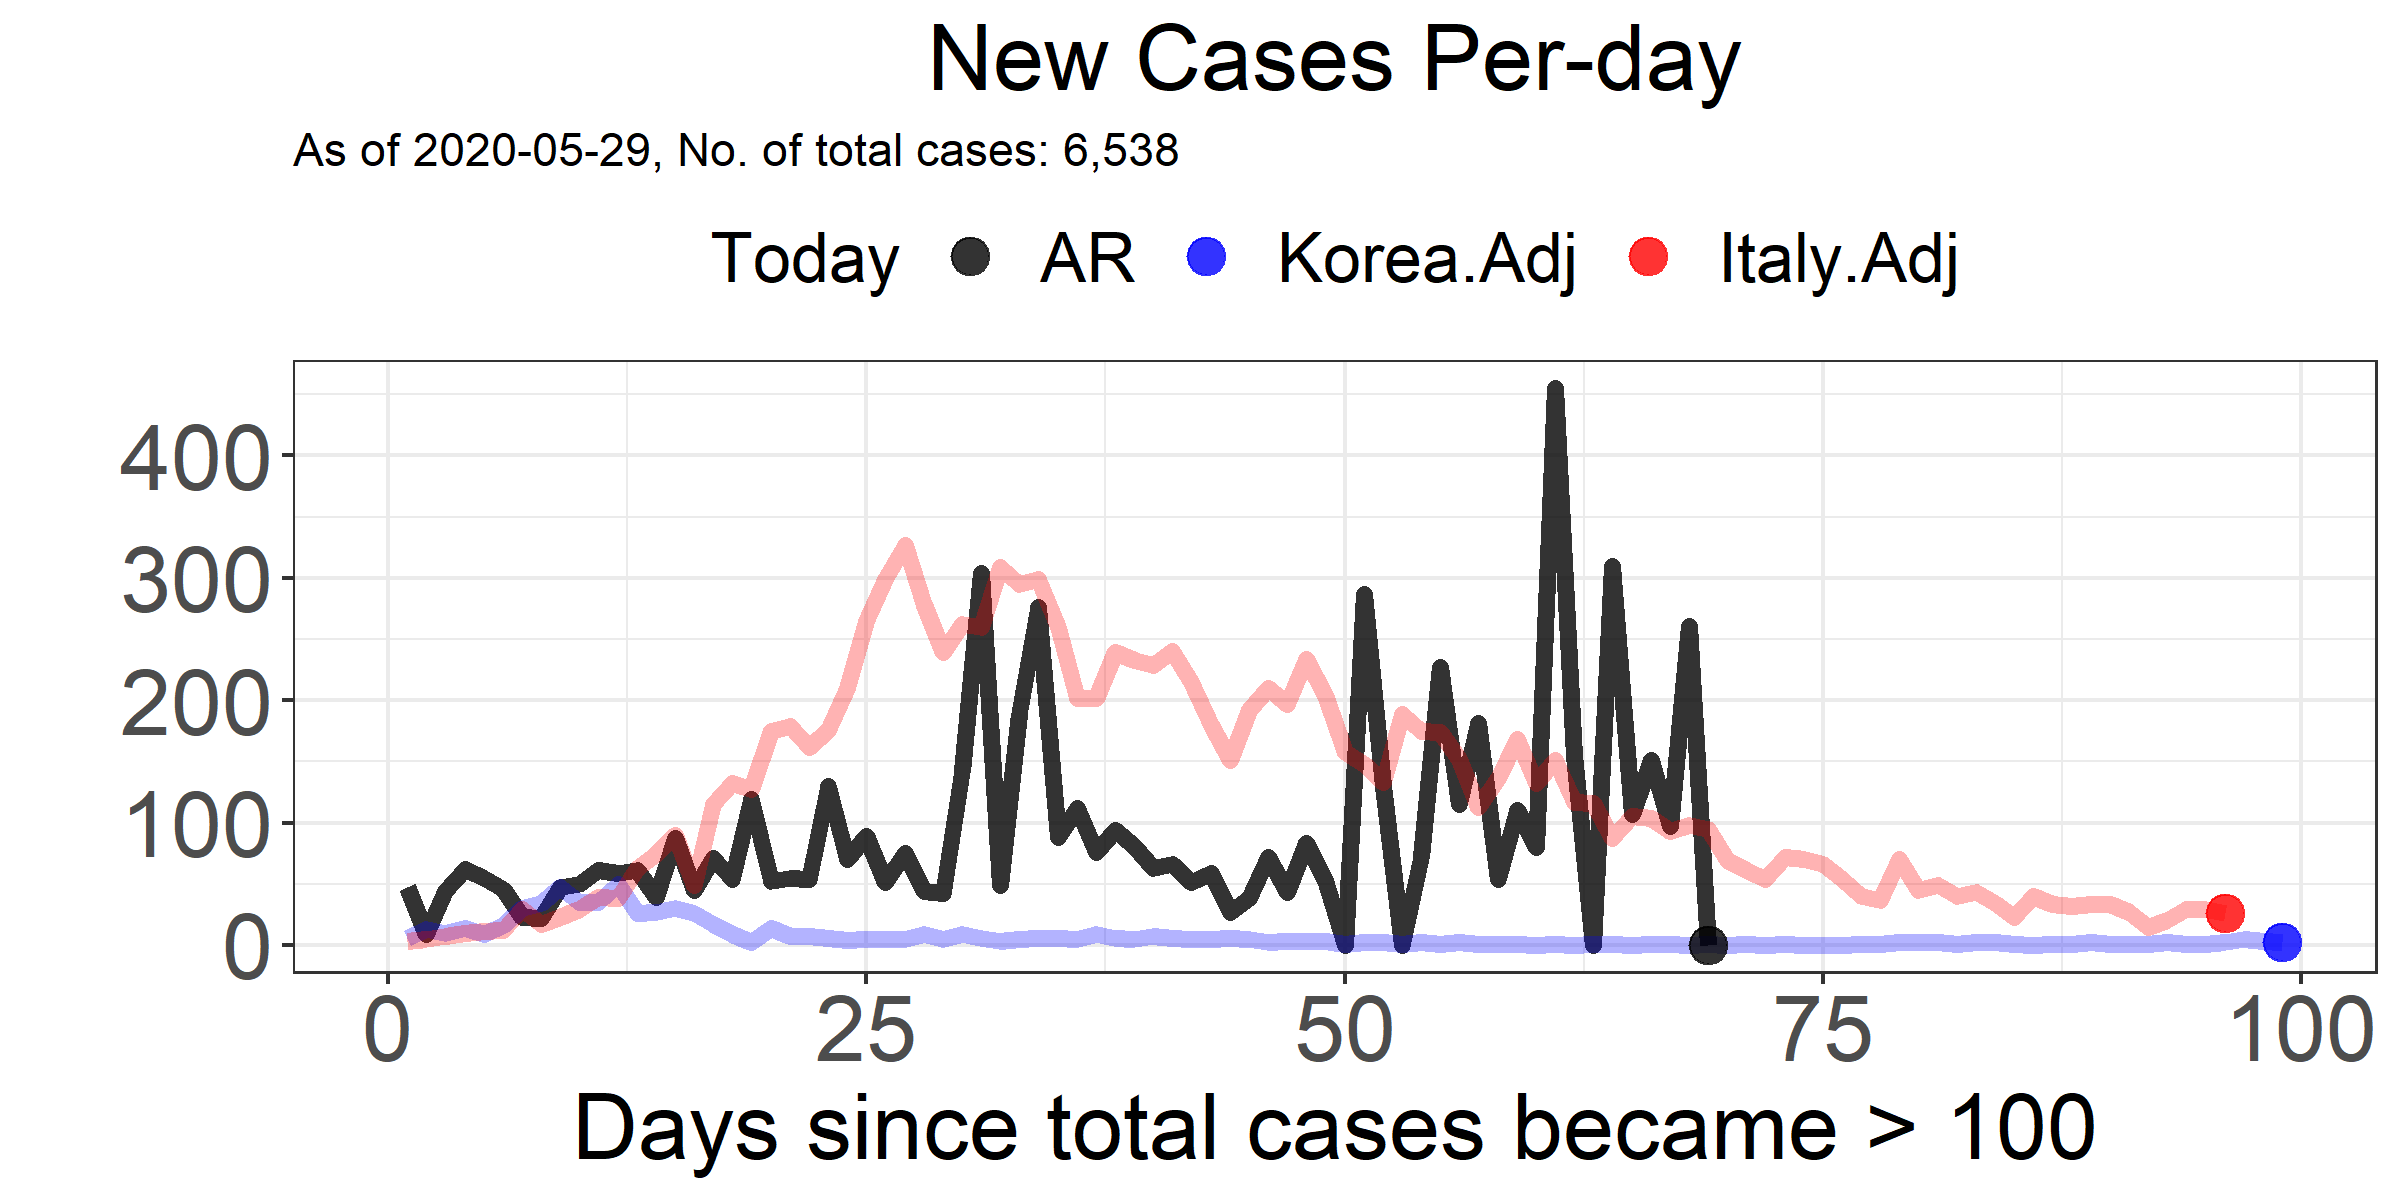 New Cases Per-day
As of 2020-05-29, No. of total cases: 6,538
Today AR Korea.Adj Italy.Adj
400
300
200
100
0
0 25 50 75 100
Days since total cases became > 100